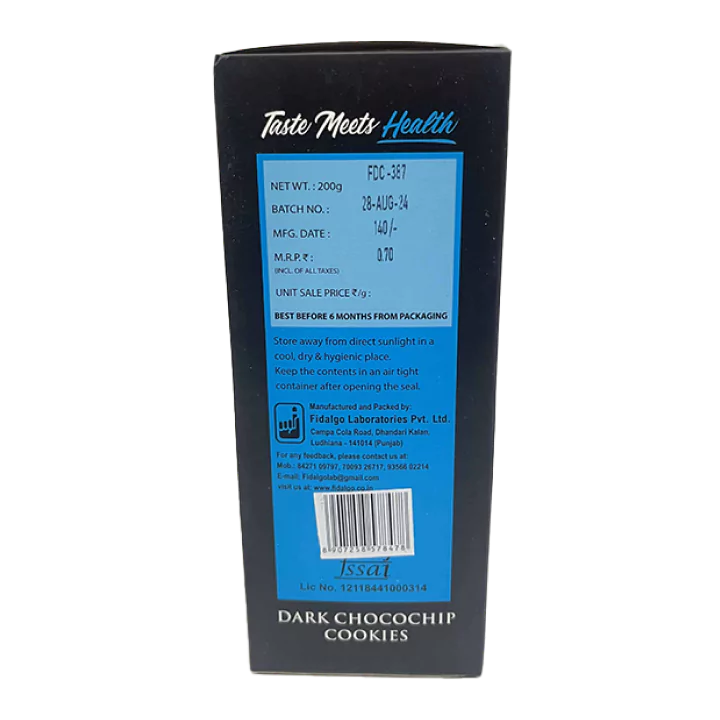 Taste Meets Health
FDC-387
NET WT. : 200g
28-AUG-24
BATCH NO. :
140/-
MFG. DATE :
0.70
M.R.P. ₹ :
(INCL. OF ALL TAXES)
UNIT SALE PRICE ₹/g :
BEST BEFORE 6 MONTHS FROM PACKAGING
Store away from direct sunlight in a
cool, dry & hygienic place.
Keep the contents in an air tight
container after opening the seal.
Manufactured and Packed by:
Fidalgo Laboratories Pvt. Ltd.
Campa Cola Road, Dhandari Kalan,
Ludhiana - 141014 (Punjab)
For any feedback, please contact us at:
Mob.: 84271 09797, 70093 26717, 93566 02214
E-mail: Fidalgolab@gmail.com
visit us at: www.fidalgo.co.in
8 907258 578478
fssai
Lic No. 12118441000314
DARK CHOCOCHIP
COOKIES